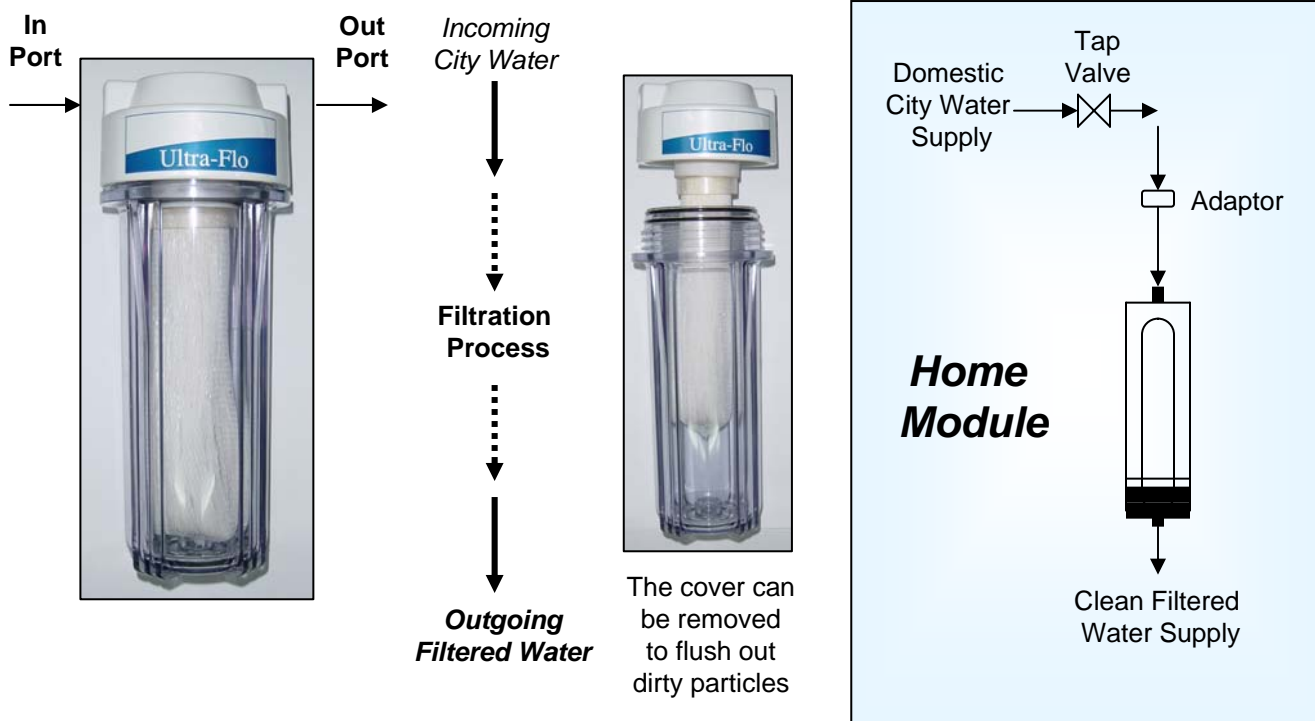 In
Port
Out
Port
Ultra-Flo
Incoming
City Water
Filtration
Process
Outgoing
Filtered Water
Ultra-Flo
The cover can
be removed
to flush out
dirty particles
Tap
Valve
Domestic
City Water
Supply
Adaptor
Home
Module
Clean Filtered
Water Supply